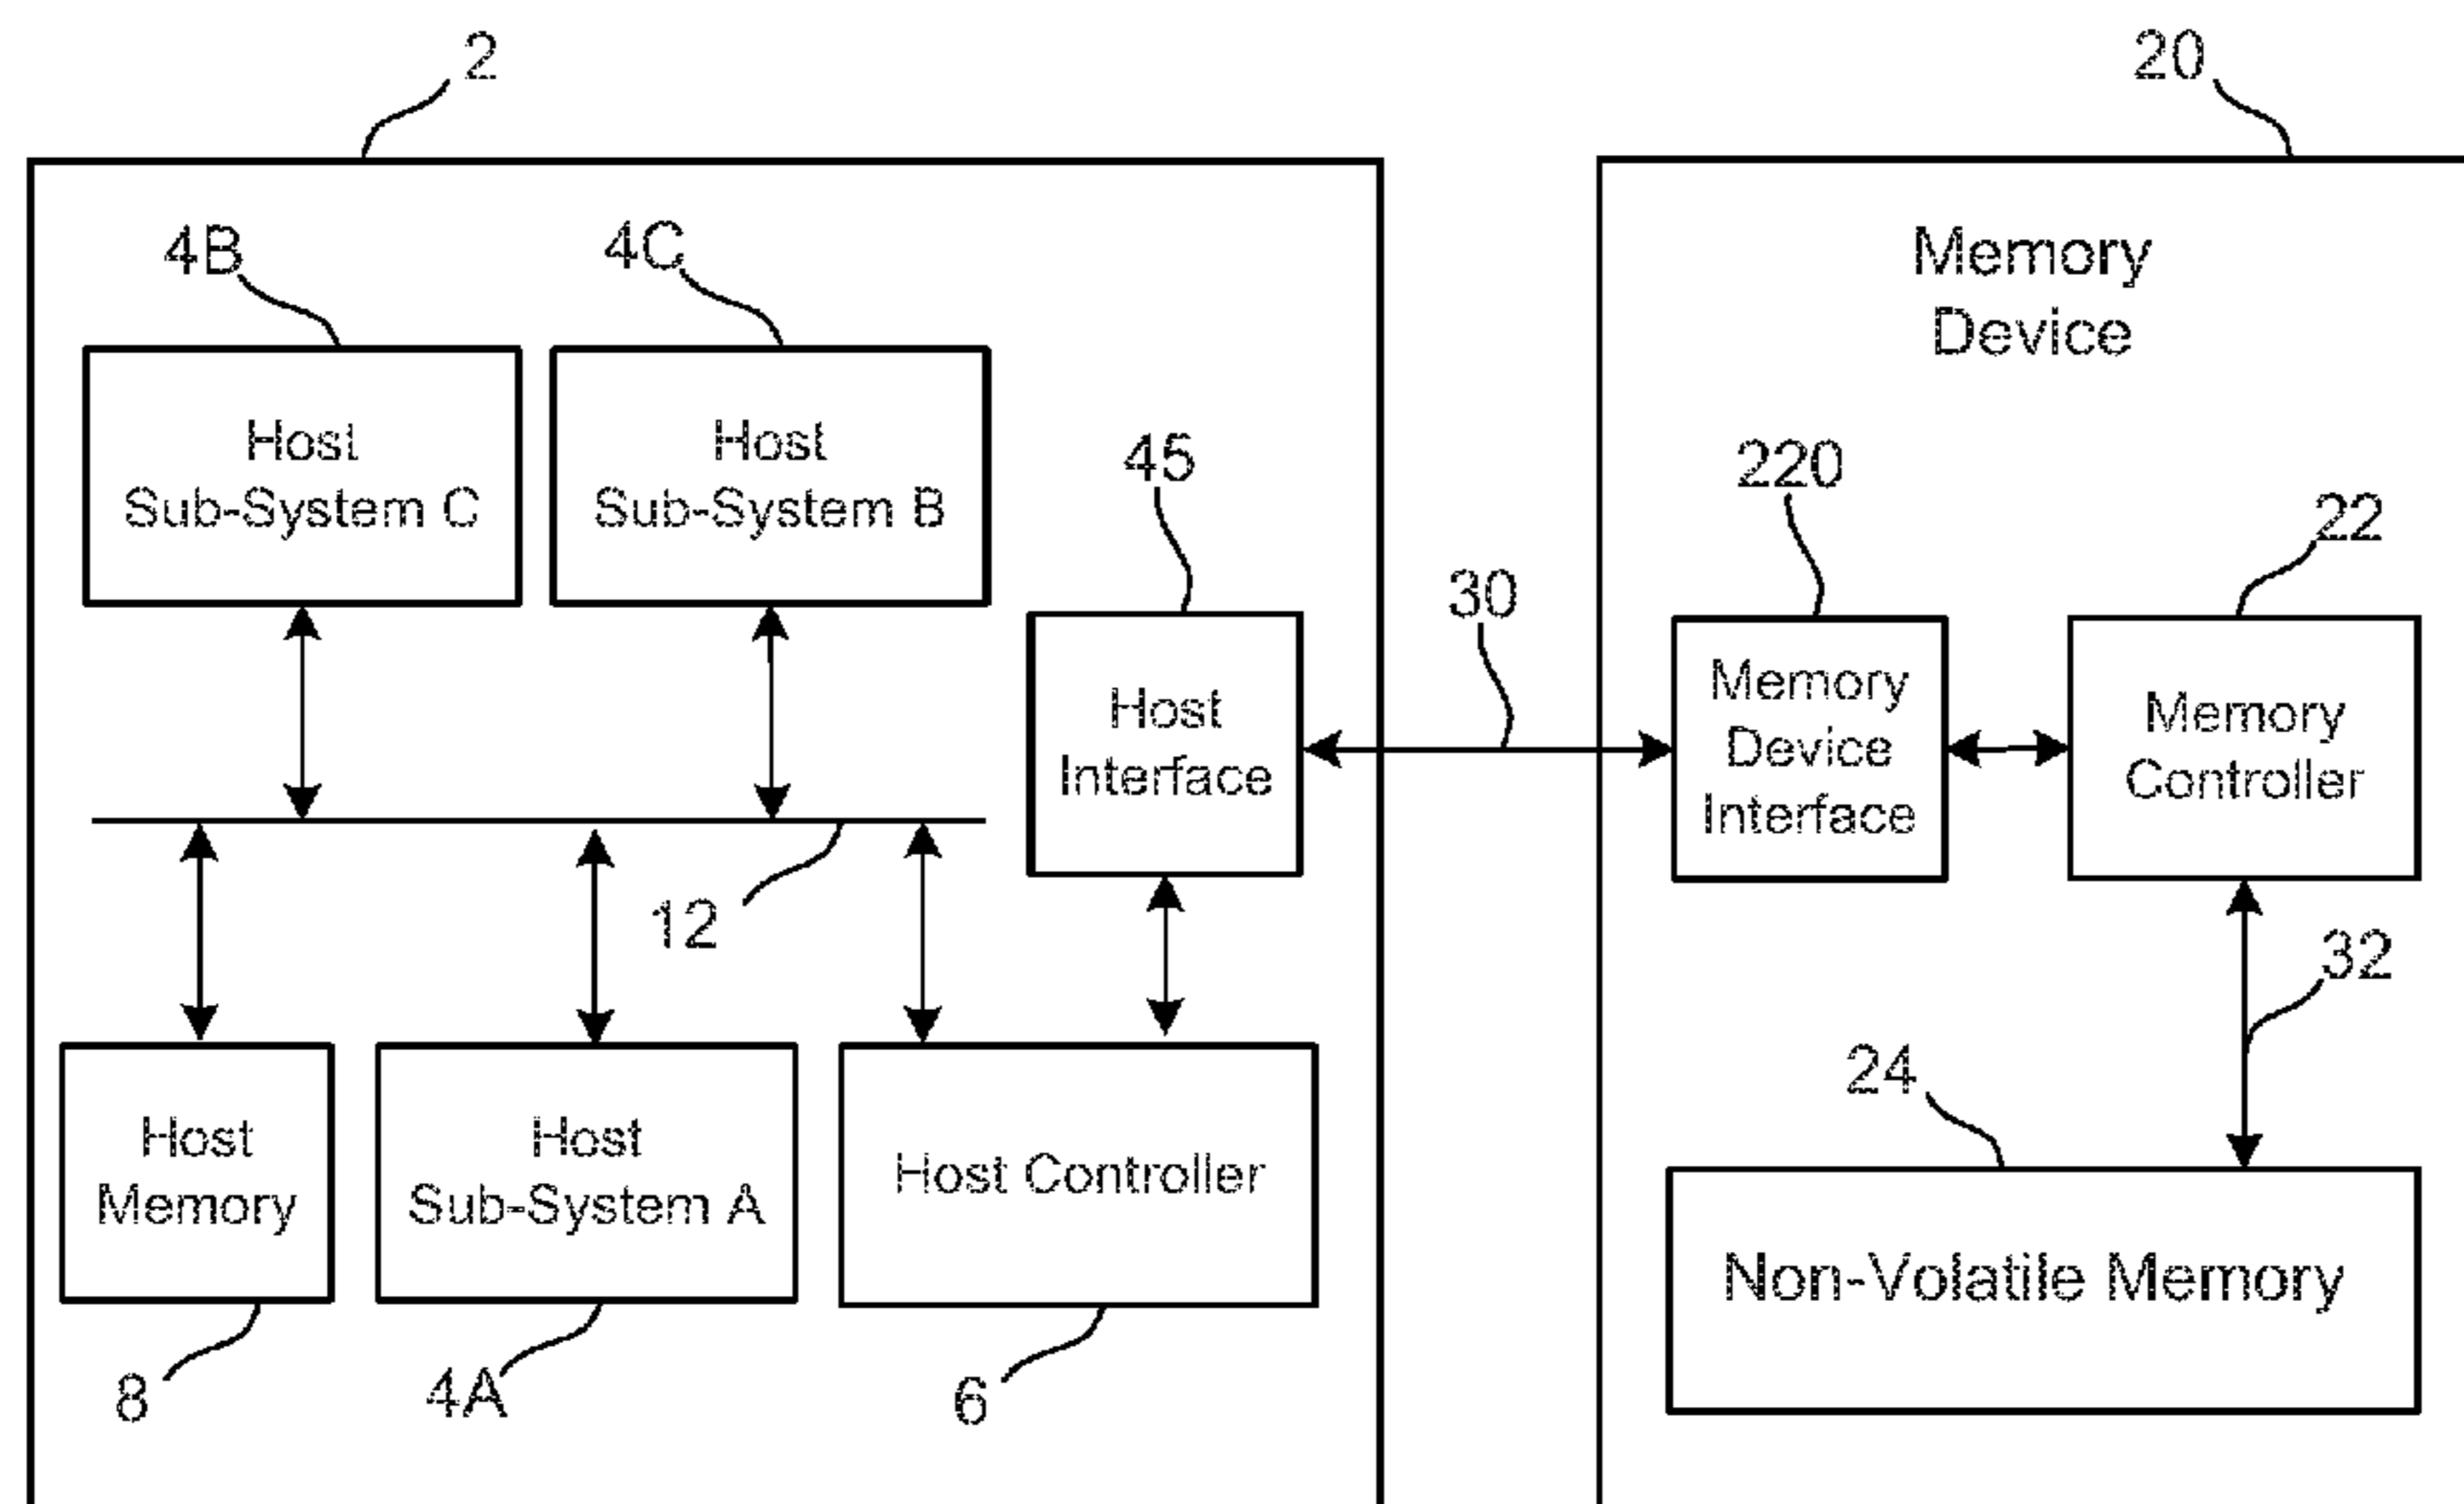 2
20
4B
4C
Memory
Device
Host
Sub-System C
Host
Sub-System B
45
220
22
Host
Interface
30
Memory
Device
Interface
Memory
Controller
12
32
24
Host
Memory
Host
Sub-System A
Host Controller
Non-Volatile Memory
8
4A
6